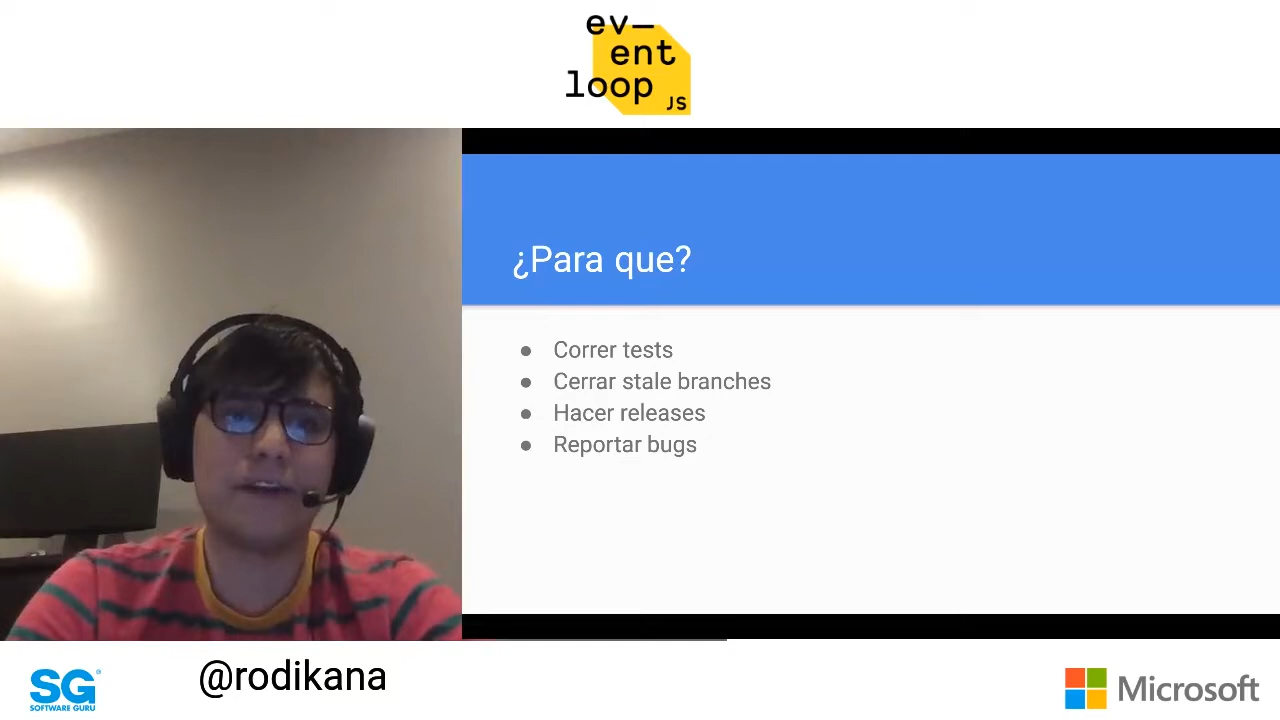 ev—
ent
loop
JS
¿Para que?
● Correr tests
● Cerrar stale branches
● Hacer releases
● Reportar bugs
SG
SOFTWARE GURU
@rodikana
Microsoft